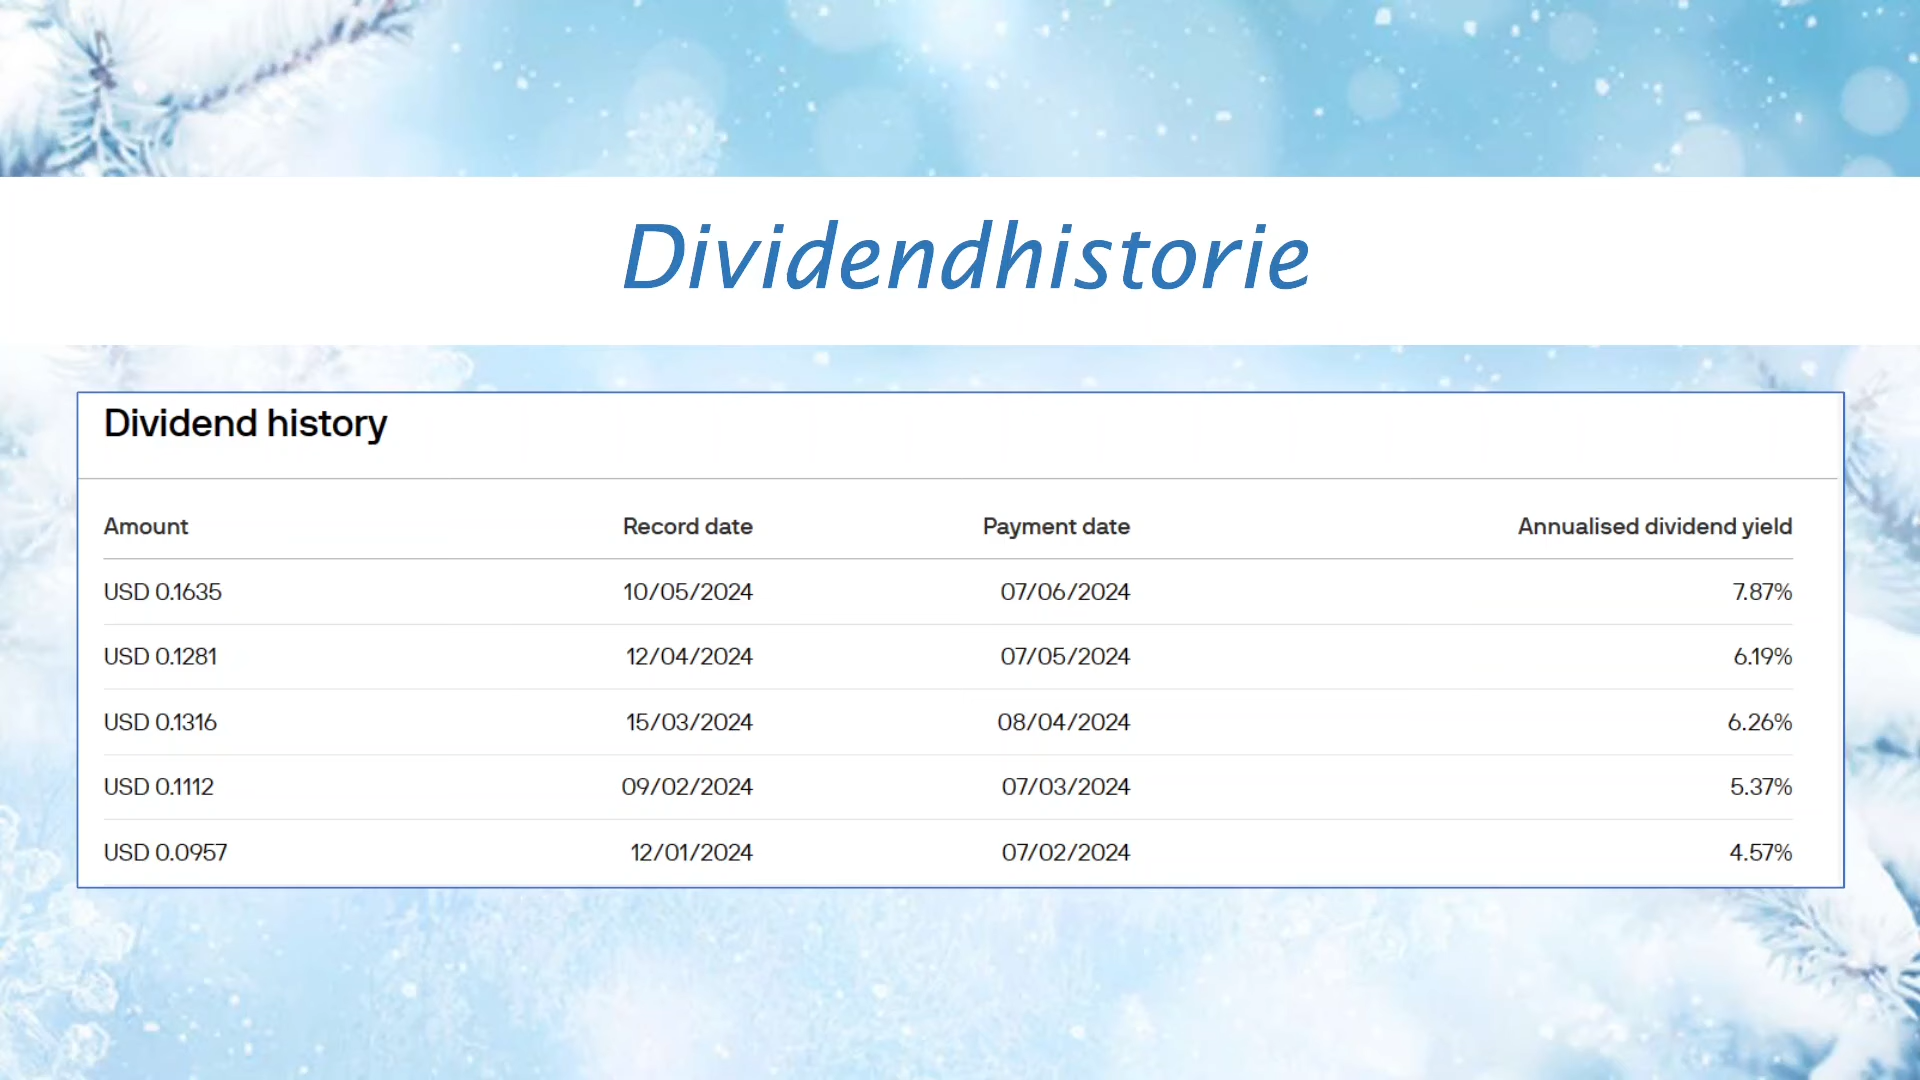 Dividendhistorie
Dividend history
Amount Record date Payment date Annualised dividend yield
USD 0.1635 10/05/2024 07/06/2024 7.87%
USD 0.1281 12/04/2024 07/05/2024 6.19%
USD 0.1316 15/03/2024 08/04/2024 6.26%
USD 0.1112 09/02/2024 07/03/2024 5.37%
USD 0.0957 12/01/2024 07/02/2024 4.57%